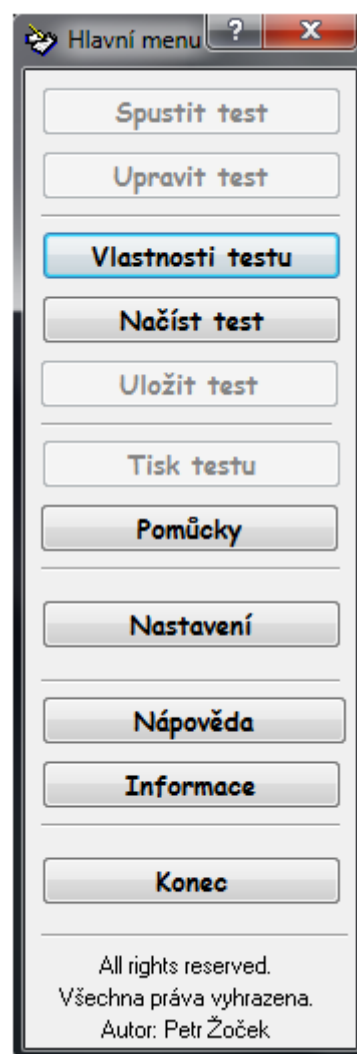 Hlavní menu
Spustit test
Upravit test
Vlastnosti testu
Načíst test
Uložit test
Tisk testu
Pomůcky
Nastavení
Nápověda
Informace
Konec
All rights reserved.
Všechna práva vyhrazena.
Autor: Petr Žoček